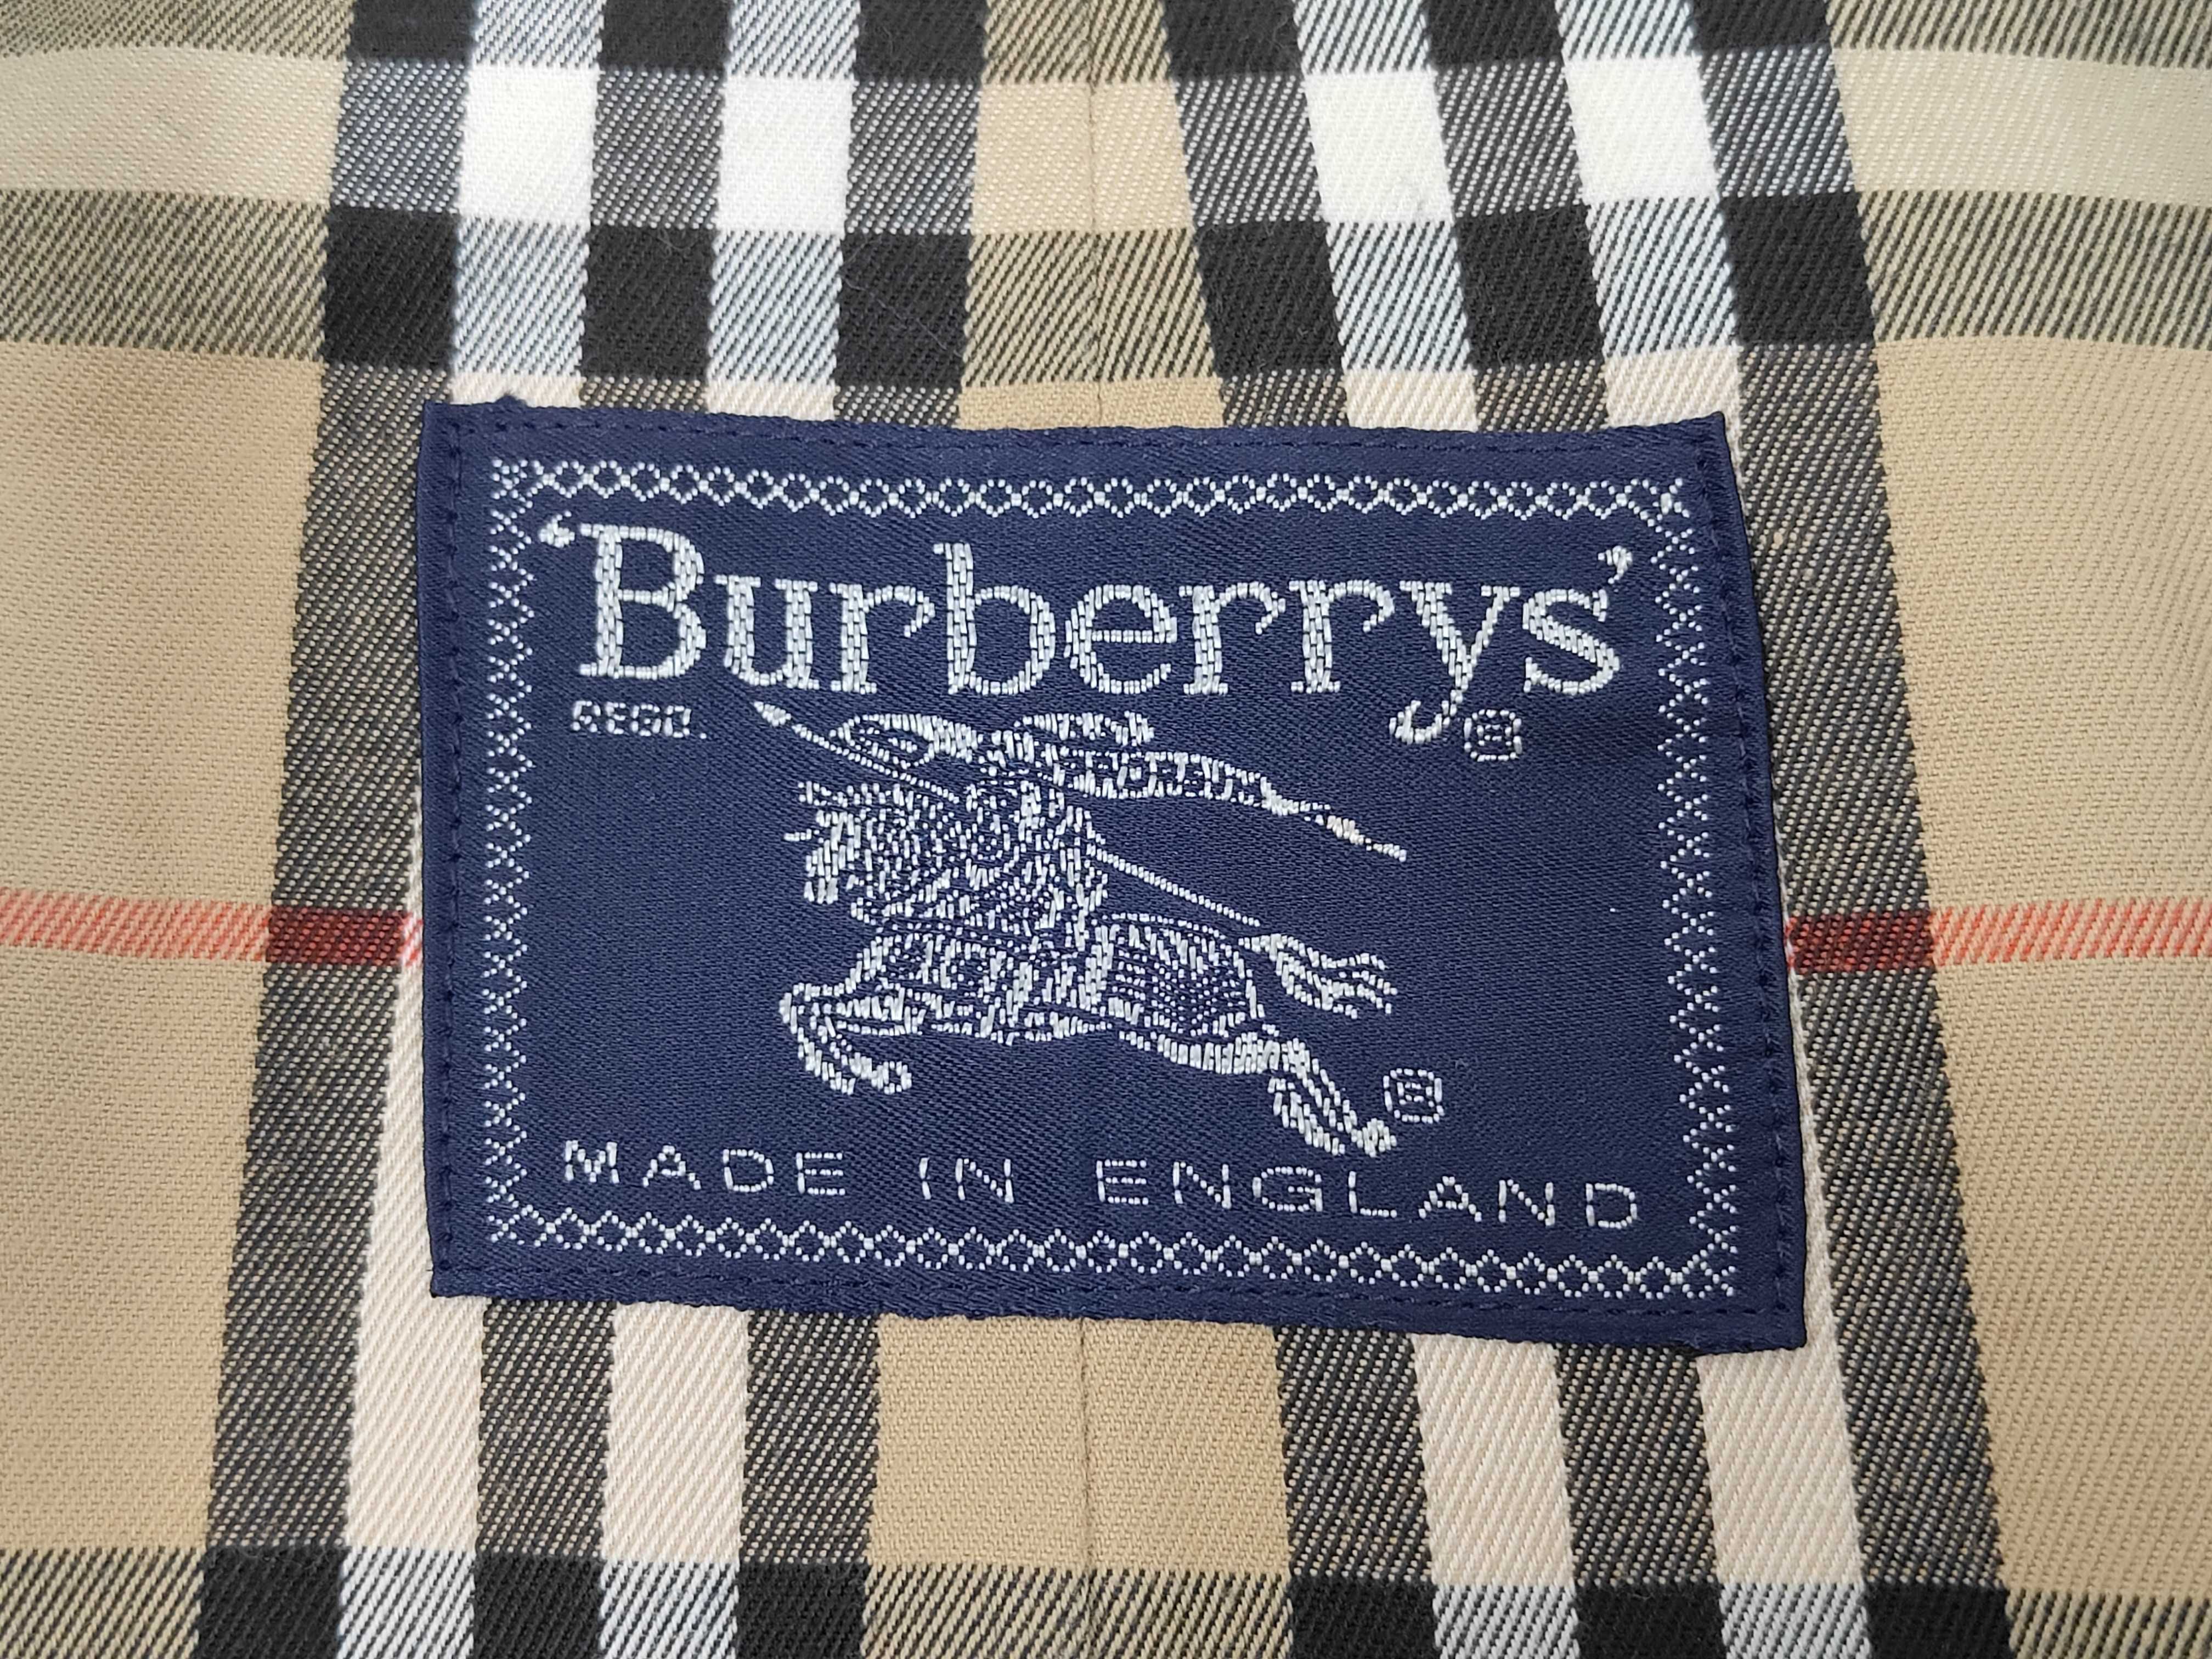 ‘Burberrys’
REGD. ®
®
MADE IN ENGLAND